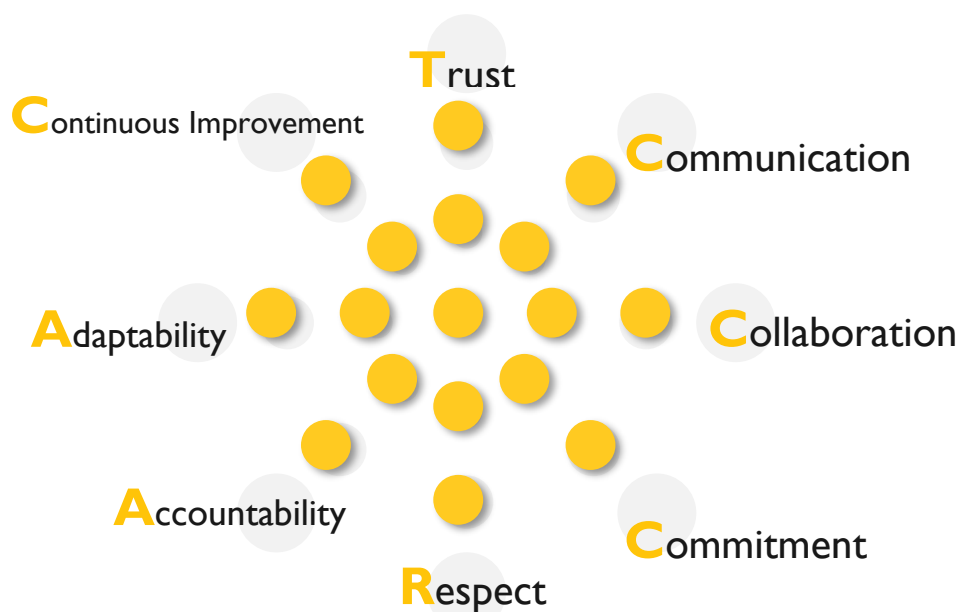 Trust
Continuous Improvement
Communication
Adaptability
Collaboration
Accountability
Commitment
Respect